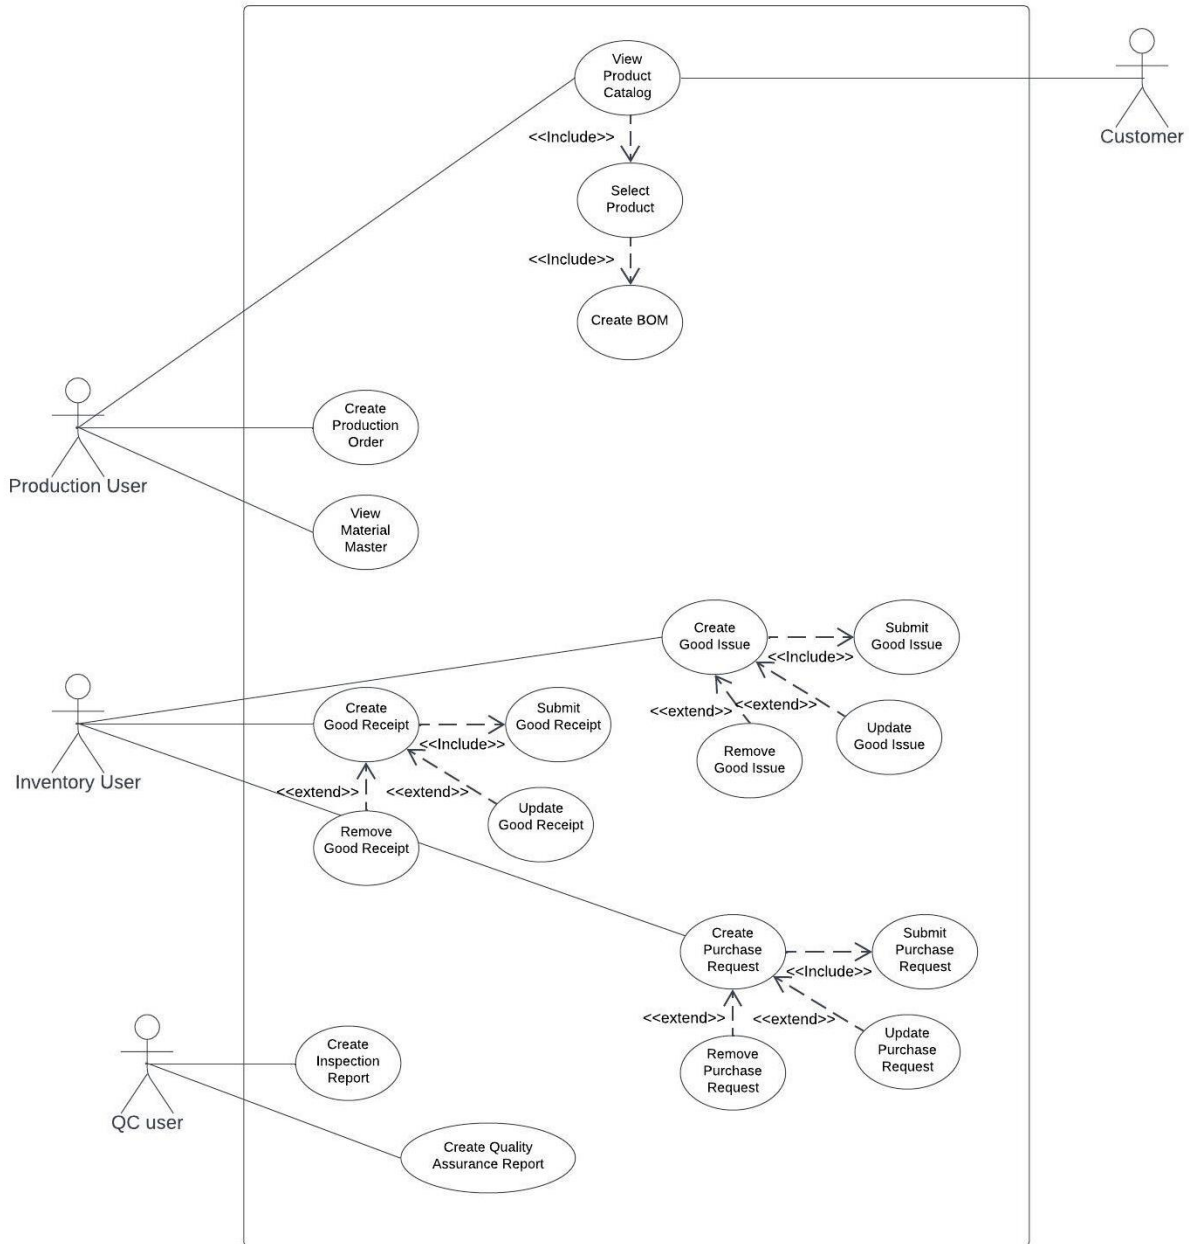 View
Product
Catalog
Customer
<<Include>>
Select
Product
<<Include>>
Create BOM
Create
Production
Order
Production User
View
Material
Master
Create
Good Issue
Submit
Good Issue
<<Include>>
<<extend>>
<<extend>>
Update
Good Issue
Remove
Good Issue
Inventory User
Create
Good Receipt
Submit
Good Receipt
<<Include>>
<<extend>>
<<extend>>
Update
Good Receipt
Remove
Good Receipt
Create
Purchase
Request
Submit
Purchase
Request
<<Include>>
<<extend>>
<<extend>>
Update
Purchase
Request
Remove
Purchase
Request
QC user
Create
Inspection
Report
Create Quality
Assurance Report